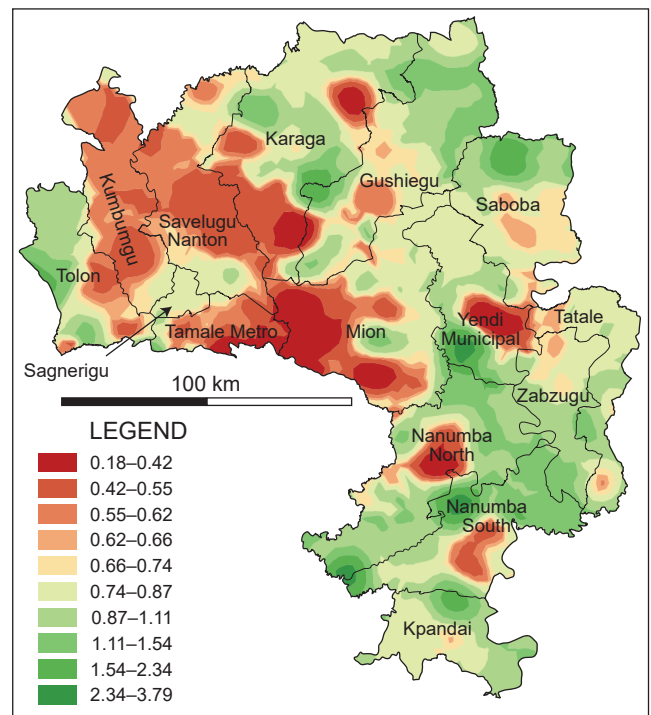 Karaga
Gushiegu
Saboba
Kumbumgu
Savelugu
Nanton
Tolon
Yendi
Municipal
Tatale
Tamale Metro
Mion
Sagnerigu
Zabzugu
100 km
Nanumba
North
Nanumba
South
Kpandai
LEGEND
0.18–0.42
0.42–0.55
0.55–0.62
0.62–0.66
0.66–0.74
0.74–0.87
0.87–1.11
1.11–1.54
1.54–2.34
2.34–3.79